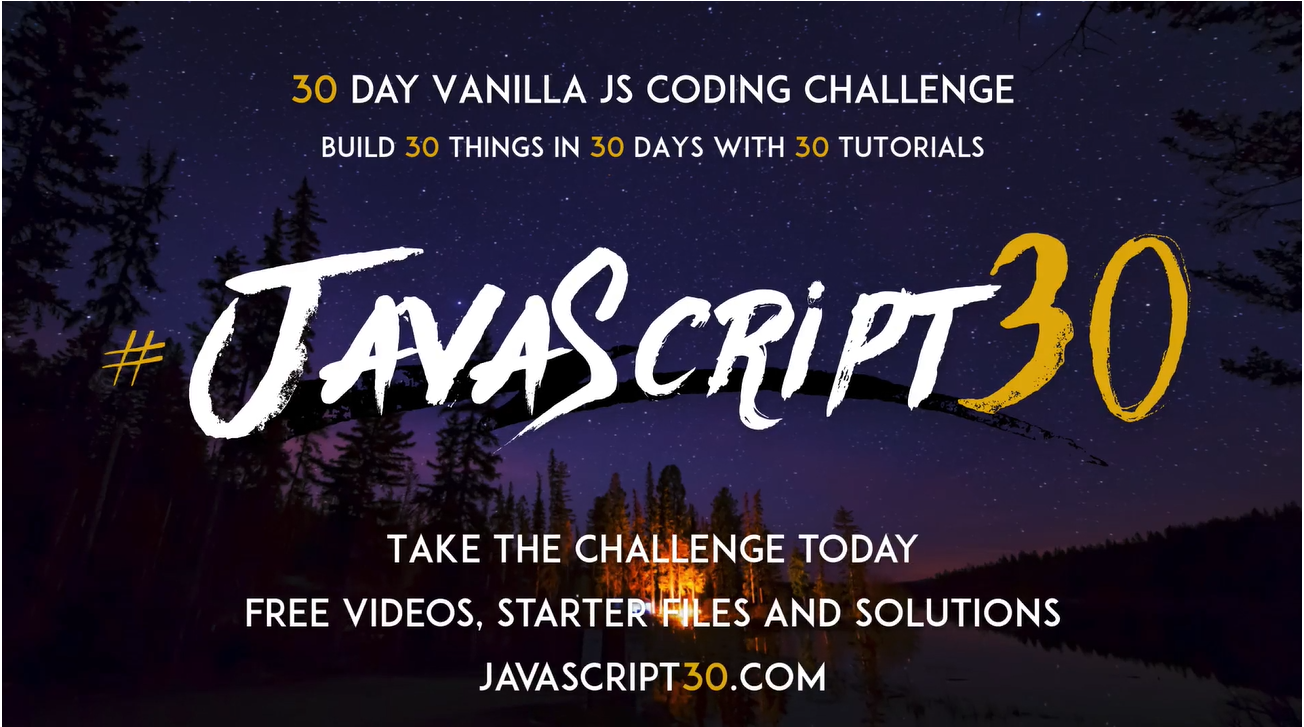 30 DAY VANILLA JS CODING CHALLENGE
BUILD 30 THINGS IN 30 DAYS WITH 30 TUTORIALS
#JAVASCRIPT30
TAKE THE CHALLENGE TODAY
FREE VIDEOS, STARTER FILES AND SOLUTIONS
JAVASCRIPT30.COM